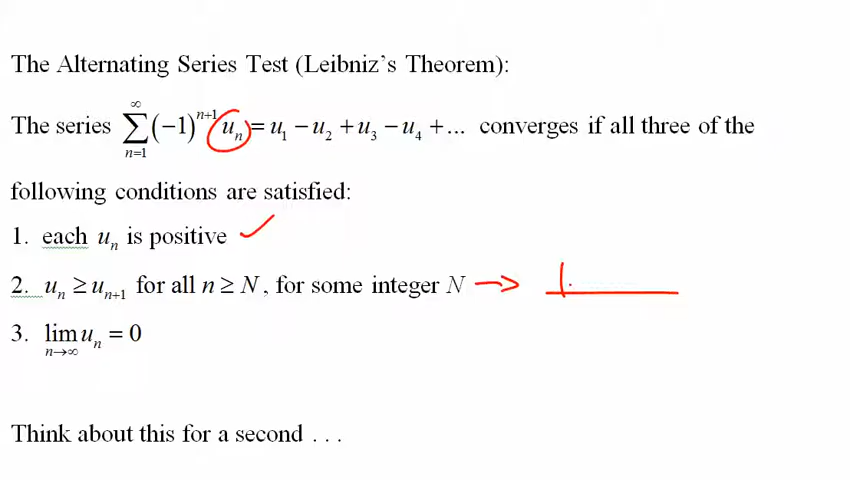 The Alternating Series Test (Leibniz's Theorem):
The series ∑_{n=1}^{∞} (−1)^{n+1} u_n = u_1 − u_2 + u_3 − u_4 + ... converges if all three of the
following conditions are satisfied:
1. each u_n is positive
2. u_n ≥ u_{n+1} for all n ≥ N, for some integer N
3. lim_{n→∞} u_n = 0
Think about this for a second . . .